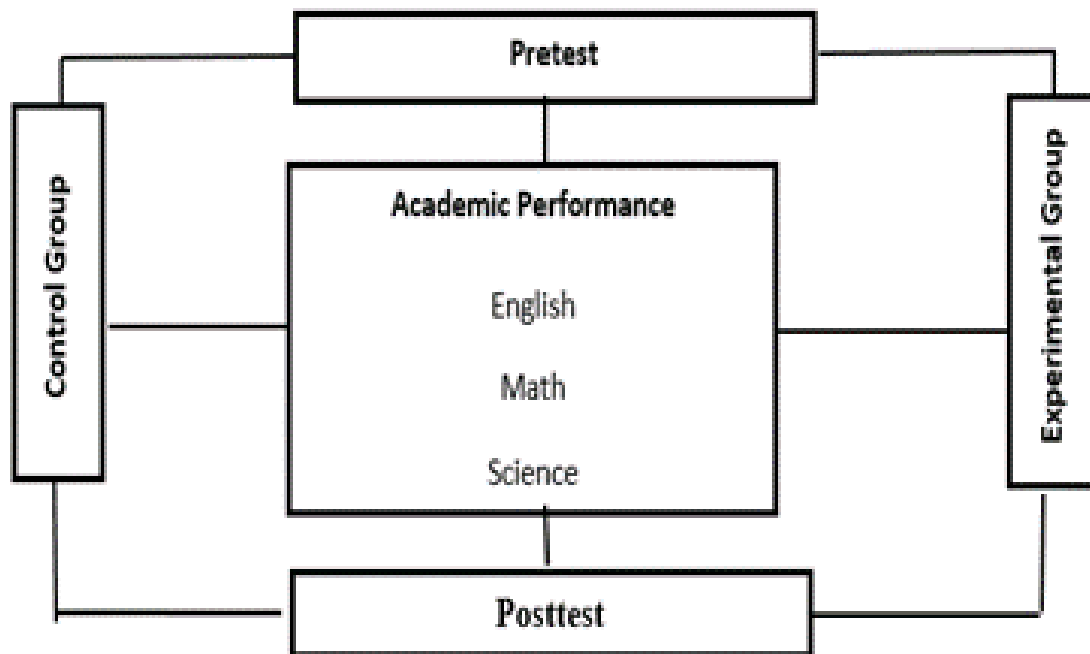 Pretest
Control Group
Academic Performance
English
Math
Science
Experimental Group
Posttest